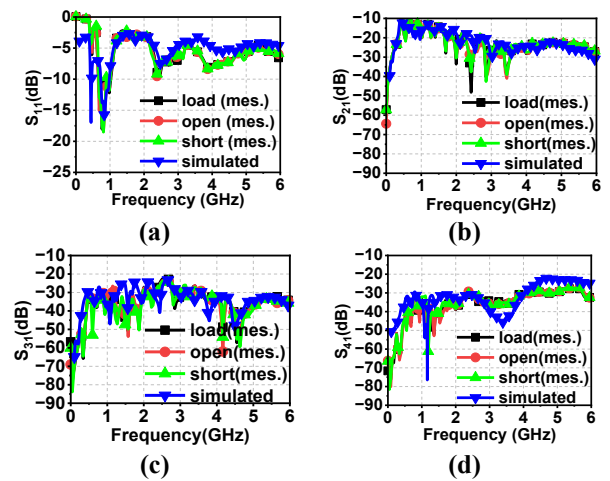 0
-5
-10
-15
-20
-25
S11(dB)
load (mes.)
open (mes.)
short (mes.)
simulated
0 1 2 3 4 5 6
Frequency (GHz)
(a)
-10
-20
-30
-40
-50
-60
-70
-80
-90
S21(dB)
load(mes.)
open(mes.)
short(mes.)
simulated
0 1 2 3 4 5 6
Frequency(GHz)
(b)
-10
-20
-30
-40
-50
-60
-70
-80
-90
S31(dB)
load(mes.)
open(mes.)
short(mes.)
simulated
0 1 2 3 4 5 6
Frequency(GHz)
(c)
-10
-20
-30
-40
-50
-60
-70
-80
-90
S41(dB)
load(mes.)
open(mes.)
short(mes.)
simulated
0 1 2 3 4 5 6
Frequency(GHz)
(d)